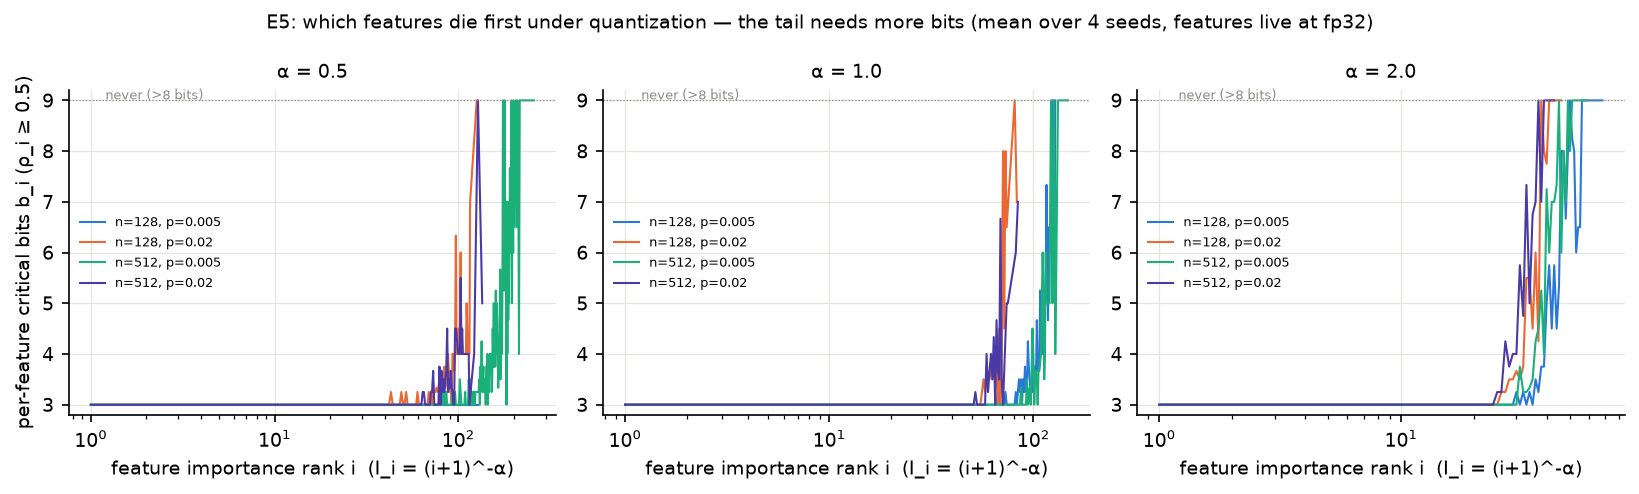 E5: which features die first under quantization — the tail needs more bits (mean over 4 seeds, features live at fp32)
α = 0.5
α = 1.0
α = 2.0
per-feature critical bits b_i (ρ_i ≥ 0.5)
9
8
7
6
5
4
3
never (>8 bits)
n=128, p=0.005
n=128, p=0.02
n=512, p=0.005
n=512, p=0.02
10⁰
10¹
10²
feature importance rank i (I_i = (i+1)^-α)
9
8
7
6
5
4
3
never (>8 bits)
n=128, p=0.005
n=128, p=0.02
n=512, p=0.005
n=512, p=0.02
10⁰
10¹
10²
feature importance rank i (I_i = (i+1)^-α)
9
8
7
6
5
4
3
never (>8 bits)
n=128, p=0.005
n=128, p=0.02
n=512, p=0.005
n=512, p=0.02
10⁰
10¹
feature importance rank i (I_i = (i+1)^-α)